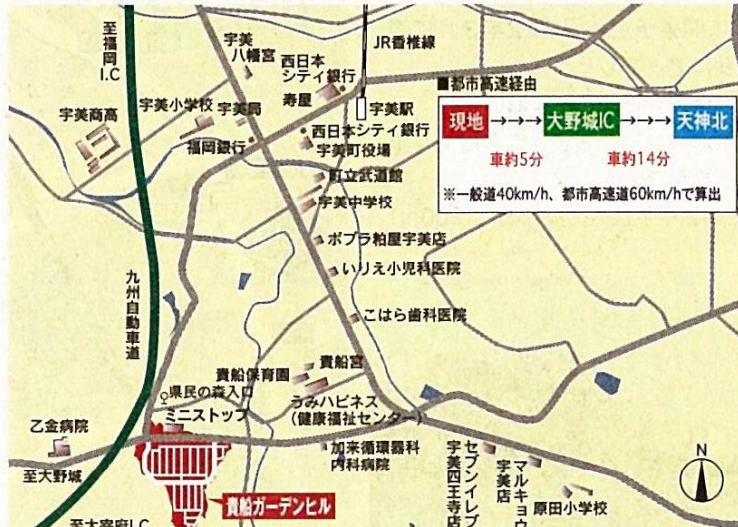 至福岡
I.C
宇美
八幡宮
西日本
シティ銀行
寿屋
JR香椎線
■都市高速経由
現地→→→大野城IC→→→天神北
車約5分 車約14分
※一般道40km/h、都市高速道60km/hで算出
宇美商高
宇美小学校
宇美局
福岡銀行
宇美駅
西日本シティ銀行
宇美町役場
町立武道館
宇美中学校
ポプラ粕屋宇美店
いりえ小児科医院
九州自動車道
こはら歯科医院
貴船宮
貴船保育園
県民の森入口
うみハピネス
(健康福祉センター)
ミニストップ
乙金病院
至大野城
加来循環器科
内科病院
セブンイレブ
宇美四王寺店
マルキョウ
宇美店
原田小学校
N
貴船ガーデンヒル
至太宰府I.C